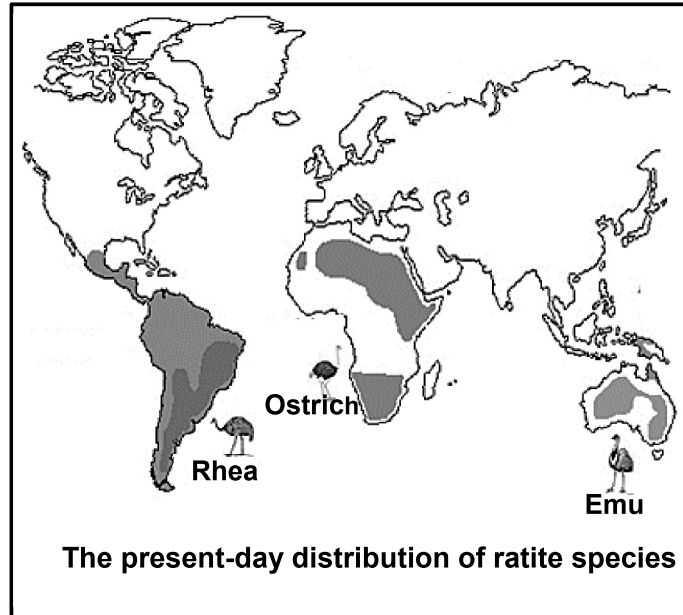 Ostrich
Rhea
Emu
The present-day distribution of ratite species